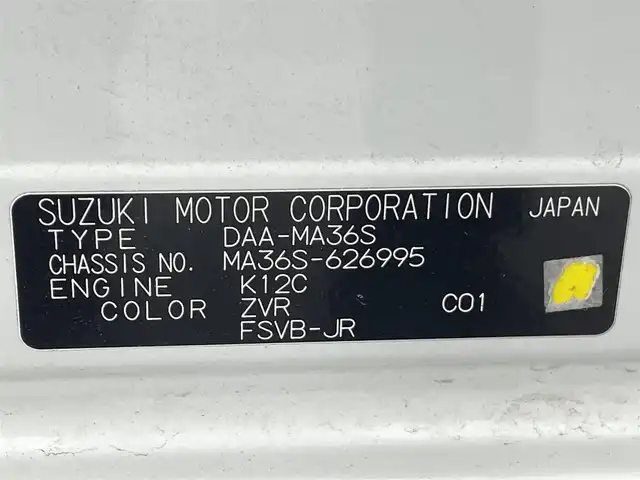 SUZUKI MOTOR CORPORATION JAPAN
TYPE DAA-MA36S
CHASSIS NO. MA36S-626995
ENGINE K12C
COLOR ZVR C01
FSVB-JR